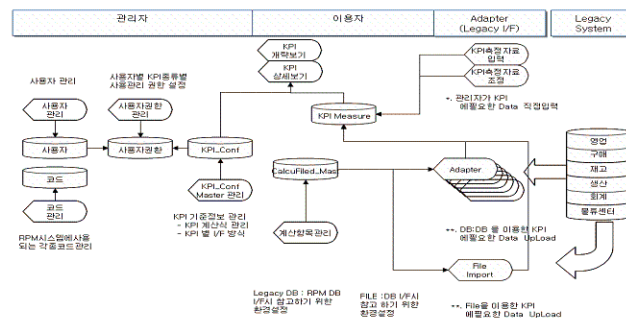 관리자
이용자
Adapter
(Legacy I/F)
Legacy
System
KPI
개략보기
KPI
상세보기
KPI측정자료
입력
KPI측정자료
조정
사용자 관리
사용자별 KPI종류별
사용관리 권한 설정
사용자
관리
사용자권한
관리
KPI Measure
*. 관리자가 KPI
에필요한 Data 직접입력
사용자
사용자권한
KPI_Conf
코드
코드
관리
KPI_Conf
Master 관리
CalcuFiled_Mas
Adapter
영업
구매
재고
생산
회계
물류센터
RPM시스템에사용
되는 각종코드관리
KPI 기준정보 관리
- KPI 계산식 관리
- KPI 별 I/F 방식
계산항목관리
**. DB:DB 을 이용한 KPI
에필요한 Data UpLoad
File
Import
Legacy DB : RPM DB
I/F시 참고하기 위한
환경설정
FILE : DB I/F시
참고 하기 위한
환경설정
**. File을 이용한 KPI
에필요한 Data UpLoad